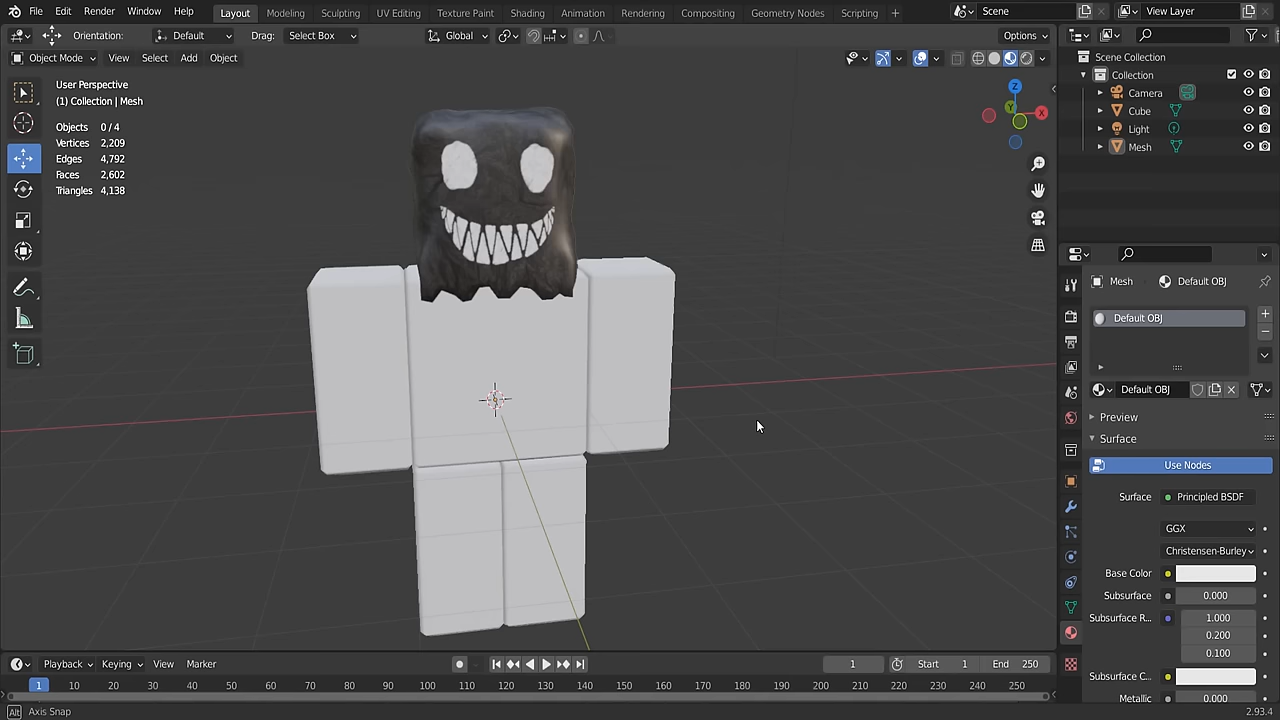 File Edit Render Window Help Layout Modeling Sculpting UV Editing Texture Paint Shading Animation Rendering Compositing Geometry Nodes Scripting + Scene View Layer
Orientation: Default Drag: Select Box Global Options
Object Mode View Select Add Object
User Perspective
(1) Collection | Mesh
Objects 0 / 4
Vertices 2,209
Edges 4,792
Faces 2,602
Triangles 4,138
Z
Y
X
Scene Collection
Collection
Camera
Cube
Light
Mesh
Mesh Default OBJ
Default OBJ
Default OBJ
Preview
Surface
Use Nodes
Surface Principled BSDF
GGX
Christensen-Burley
Base Color
Subsurface 0.000
Subsurface R... 1.000
0.200
0.100
Subsurface C...
Metallic 0.000
Playback Keying View Marker 1 Start 1 End 250
1 10 20 30 40 50 60 70 80 90 100 110 120 130 140 150 160 170 180 190 200 210 220 230 240 250
Alt Axis Snap 2.93.4